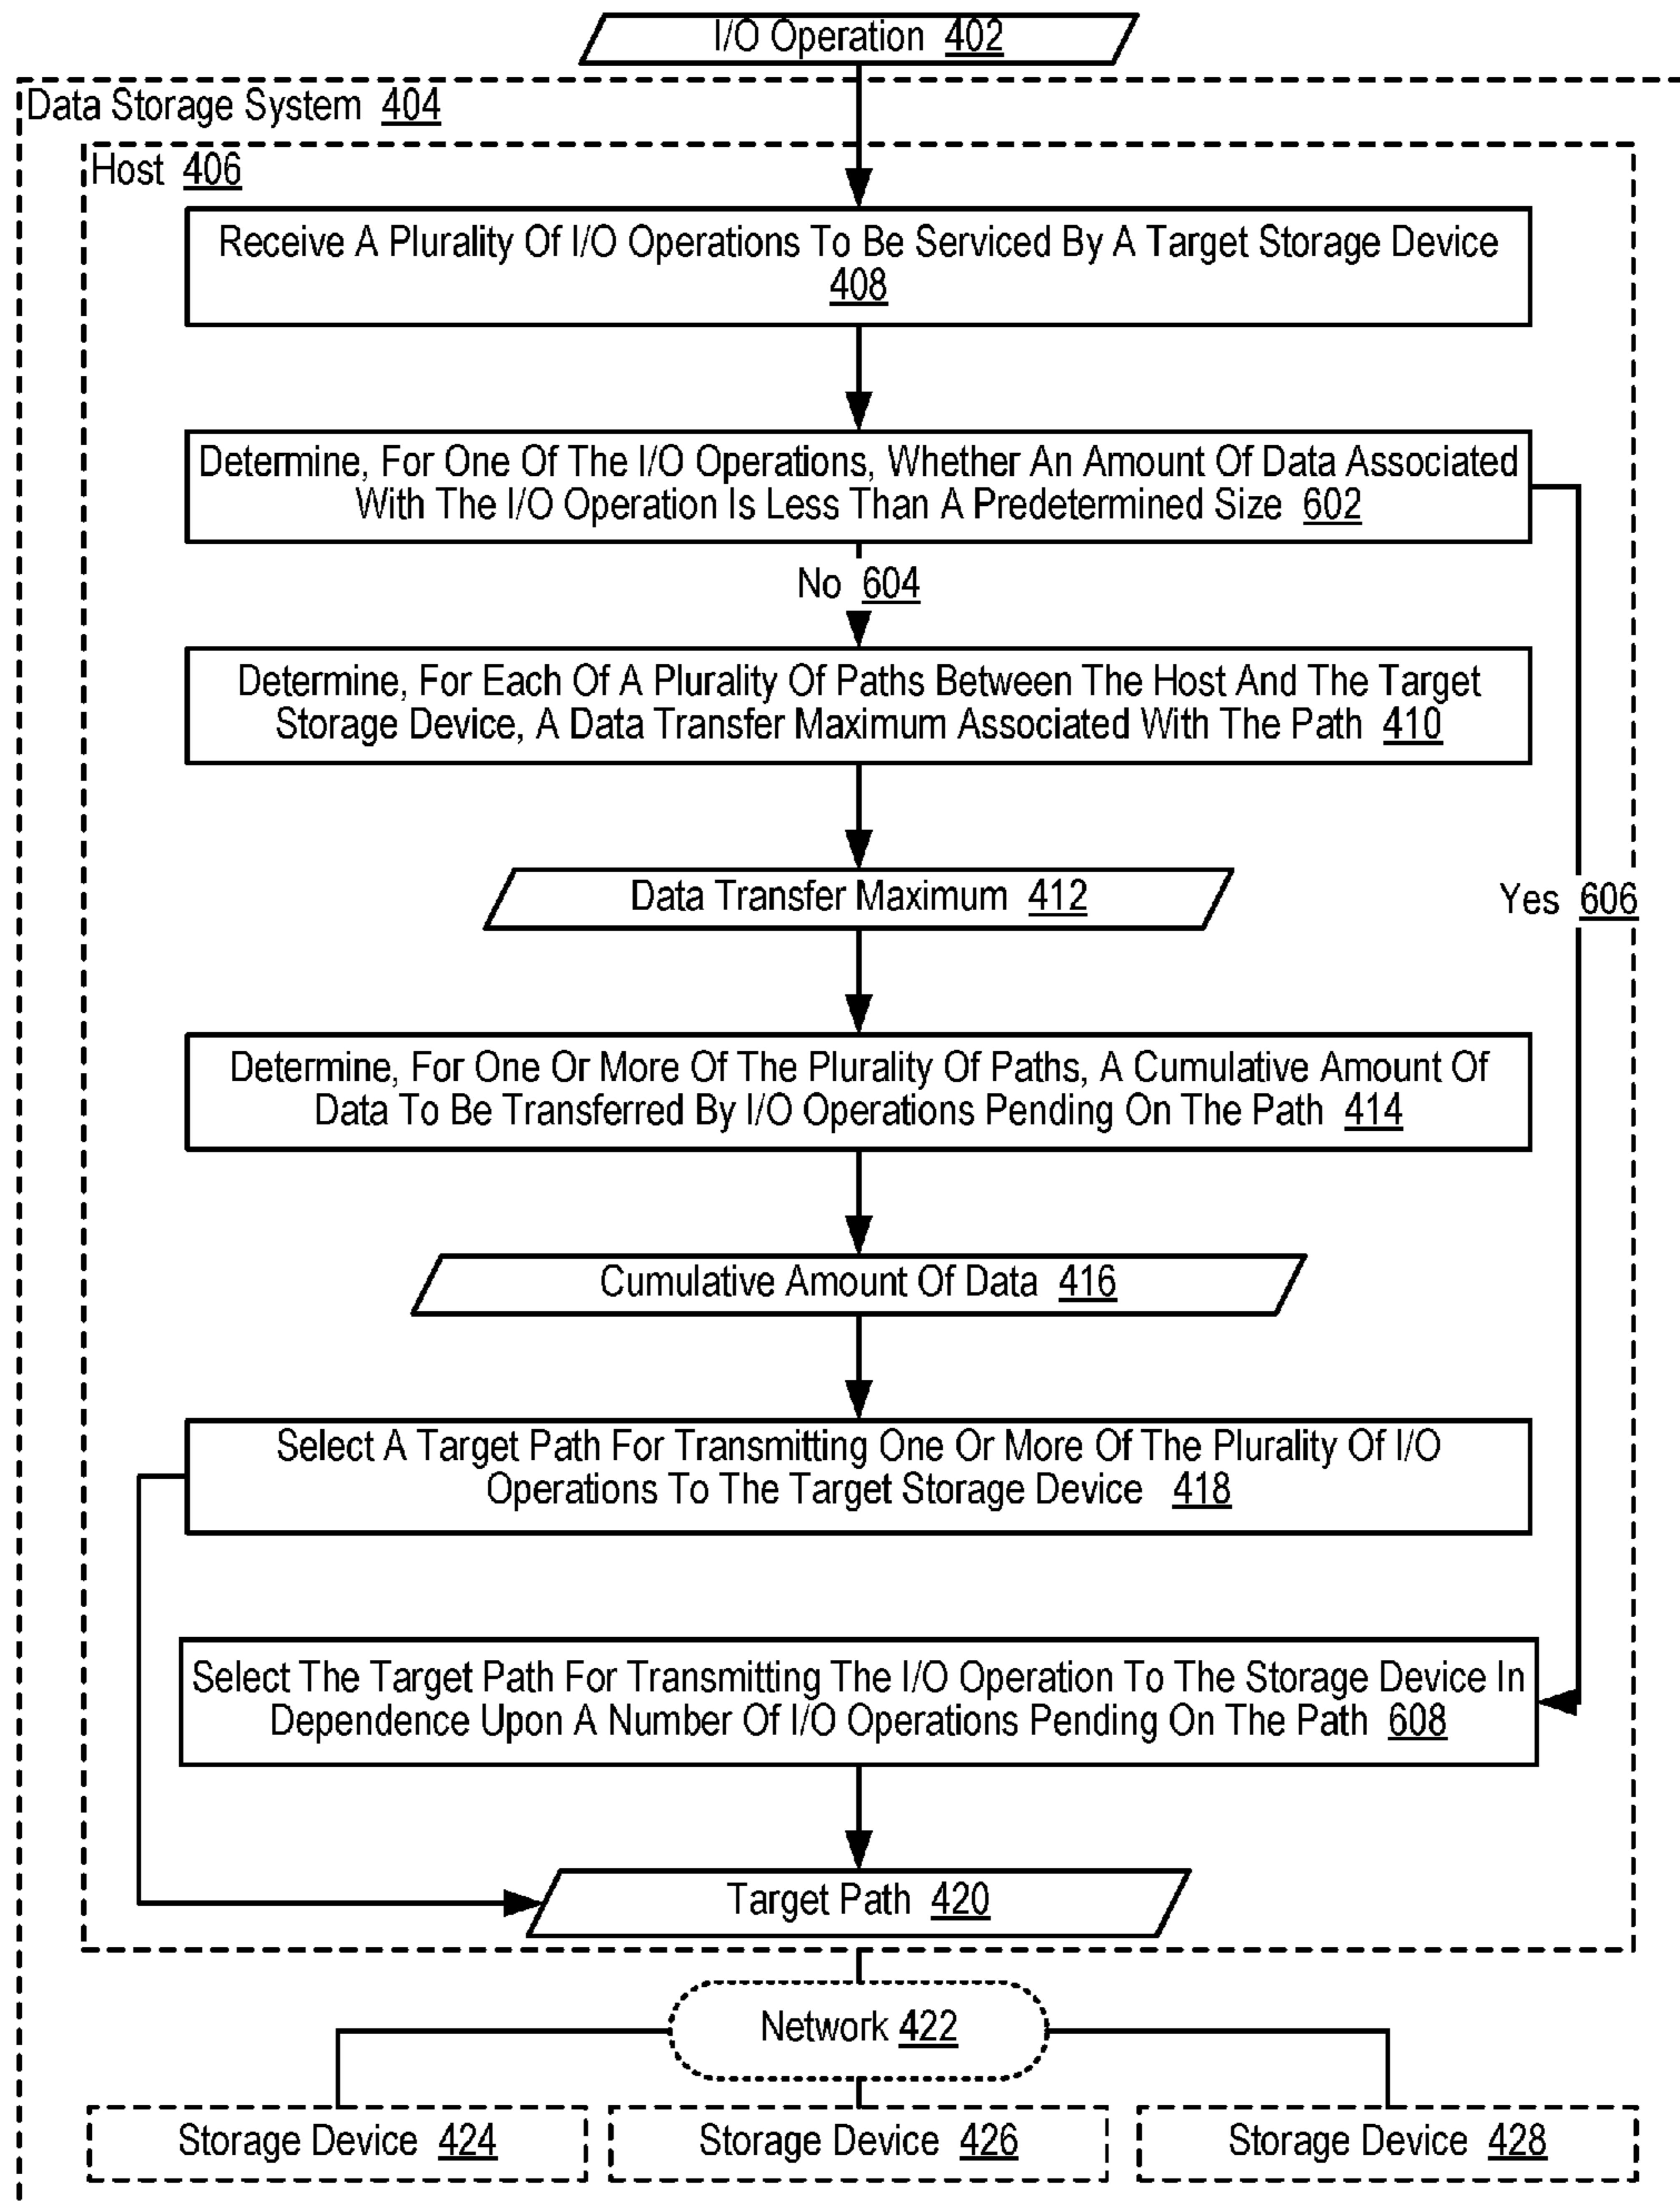 I/O Operation 402
Data Storage System 404
Host 406
Receive A Plurality Of I/O Operations To Be Serviced By A Target Storage Device
408
Determine, For One Of The I/O Operations, Whether An Amount Of Data Associated
With The I/O Operation Is Less Than A Predetermined Size 602
No 604
Determine, For Each Of A Plurality Of Paths Between The Host And The Target
Storage Device, A Data Transfer Maximum Associated With The Path 410
Data Transfer Maximum 412
Yes 606
Determine, For One Or More Of The Plurality Of Paths, A Cumulative Amount Of
Data To Be Transferred By I/O Operations Pending On The Path 414
Cumulative Amount Of Data 416
Select A Target Path For Transmitting One Or More Of The Plurality Of I/O
Operations To The Target Storage Device 418
Select The Target Path For Transmitting The I/O Operation To The Storage Device In
Dependence Upon A Number Of I/O Operations Pending On The Path 608
Target Path 420
Network 422
Storage Device 424
Storage Device 426
Storage Device 428